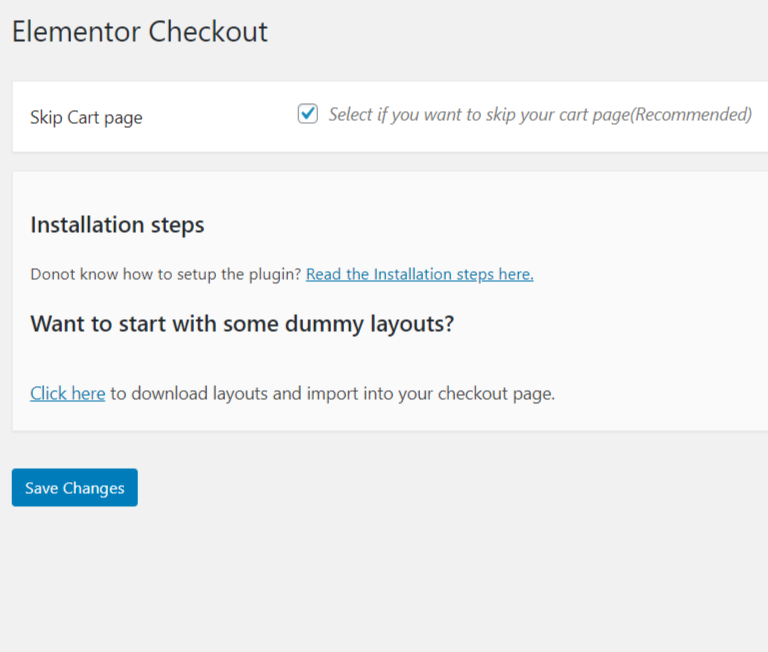 Elementor Checkout
Skip Cart page
Select if you want to skip your cart page(Recommended)
Installation steps
Donot know how to setup the plugin? Read the Installation steps here.
Want to start with some dummy layouts?
Click here to download layouts and import into your checkout page.
Save Changes